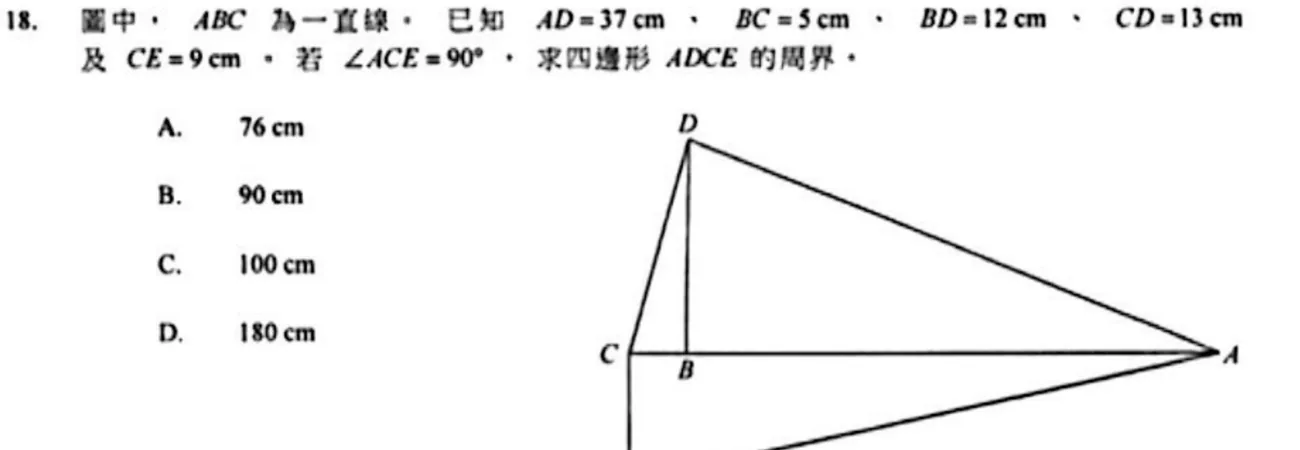 18. 圖中，ABC 為一直線。已知 AD = 37 cm、BC = 5 cm、BD = 12 cm、CD = 13 cm
及 CE = 9 cm。若 ∠ACE = 90°，求四邊形 ADCE 的周界。
A. 76 cm
B. 90 cm
C. 100 cm
D. 180 cm
D
C
B
A